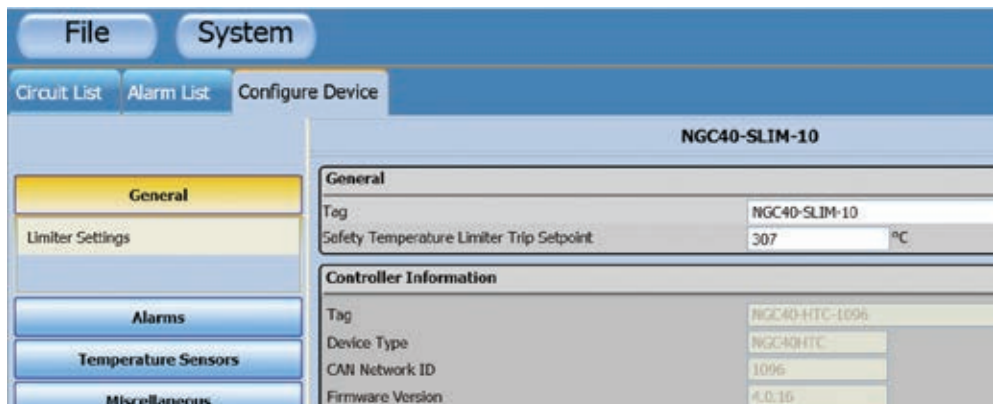 File System
Circuit List Alarm List Configure Device
NGC40-SLIM-10
General
Limiter Settings
Alarms
Temperature Sensors
Miscellaneous
General
Tag NGC40-SLIM-10
Safety Temperature Limiter Trip Setpoint 307 °C
Controller Information
Tag NGC40-HTC-1096
Device Type NGC40HTC
CAN Network ID 1096
Firmware Version 4.0.16